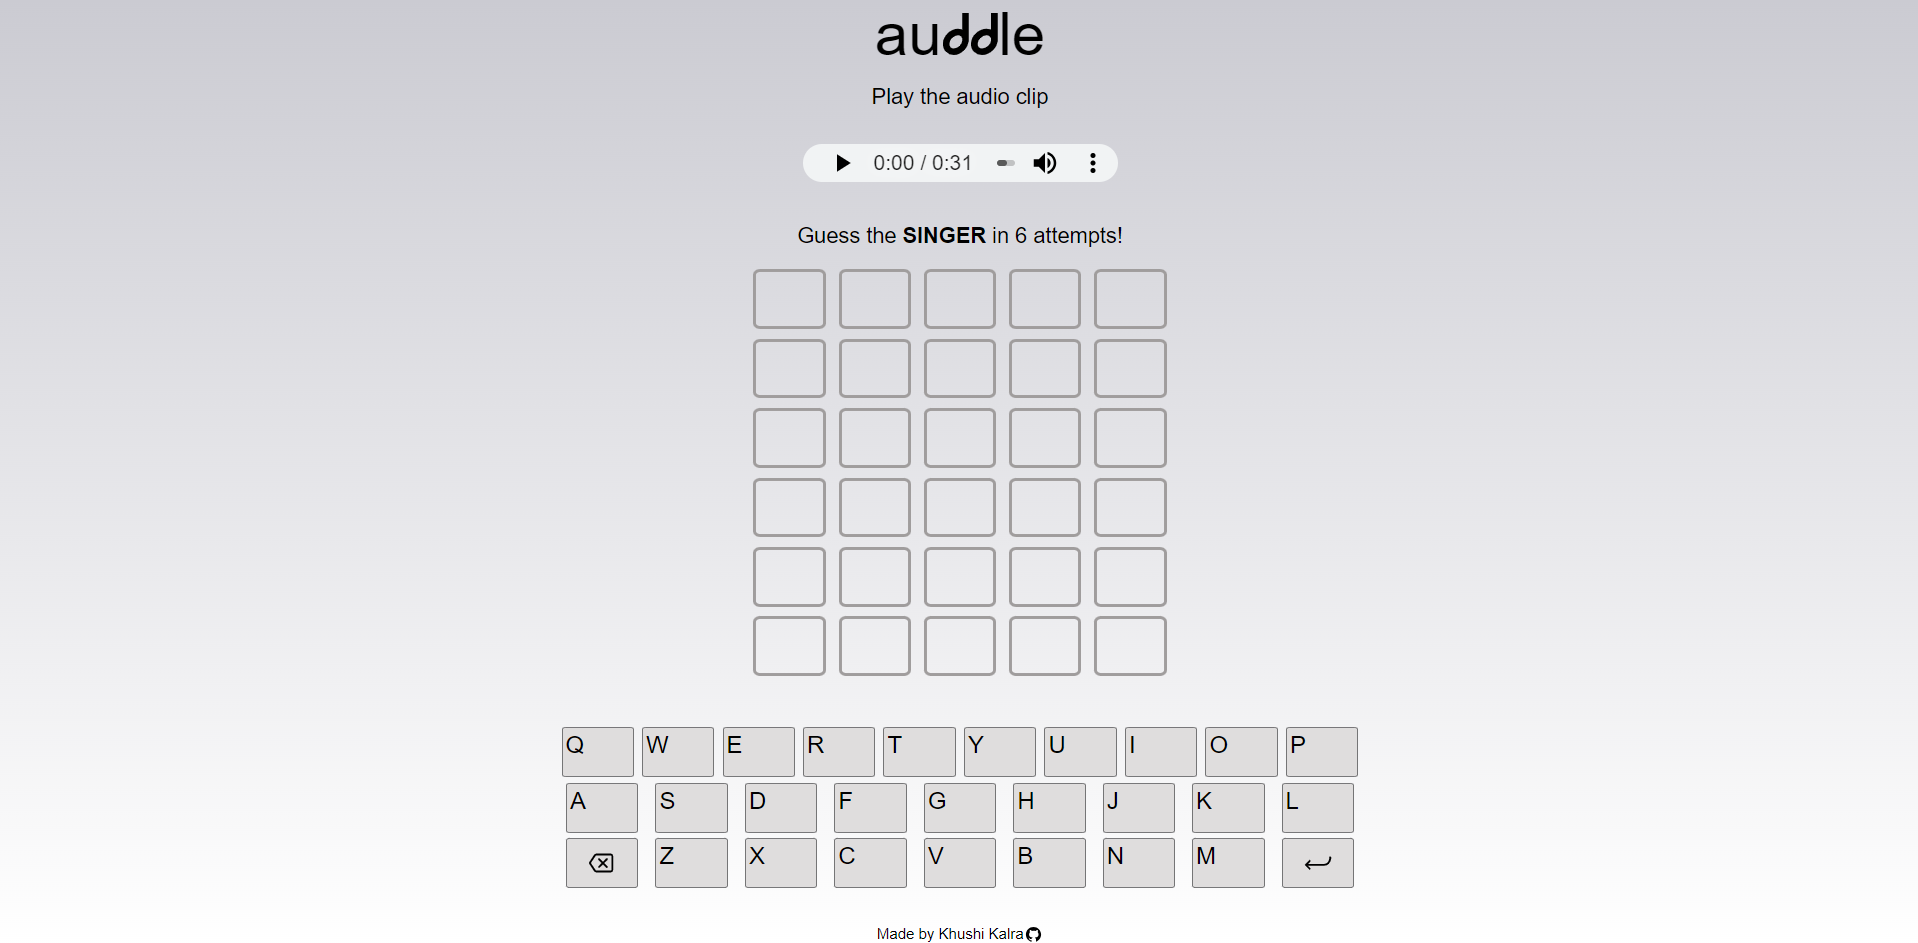 auddle
Play the audio clip
0:00 / 0:31
Guess the SINGER in 6 attempts!
Q W E R T Y U I O P
A S D F G H J K L
Z X C V B N M
Made by Khushi Kalra